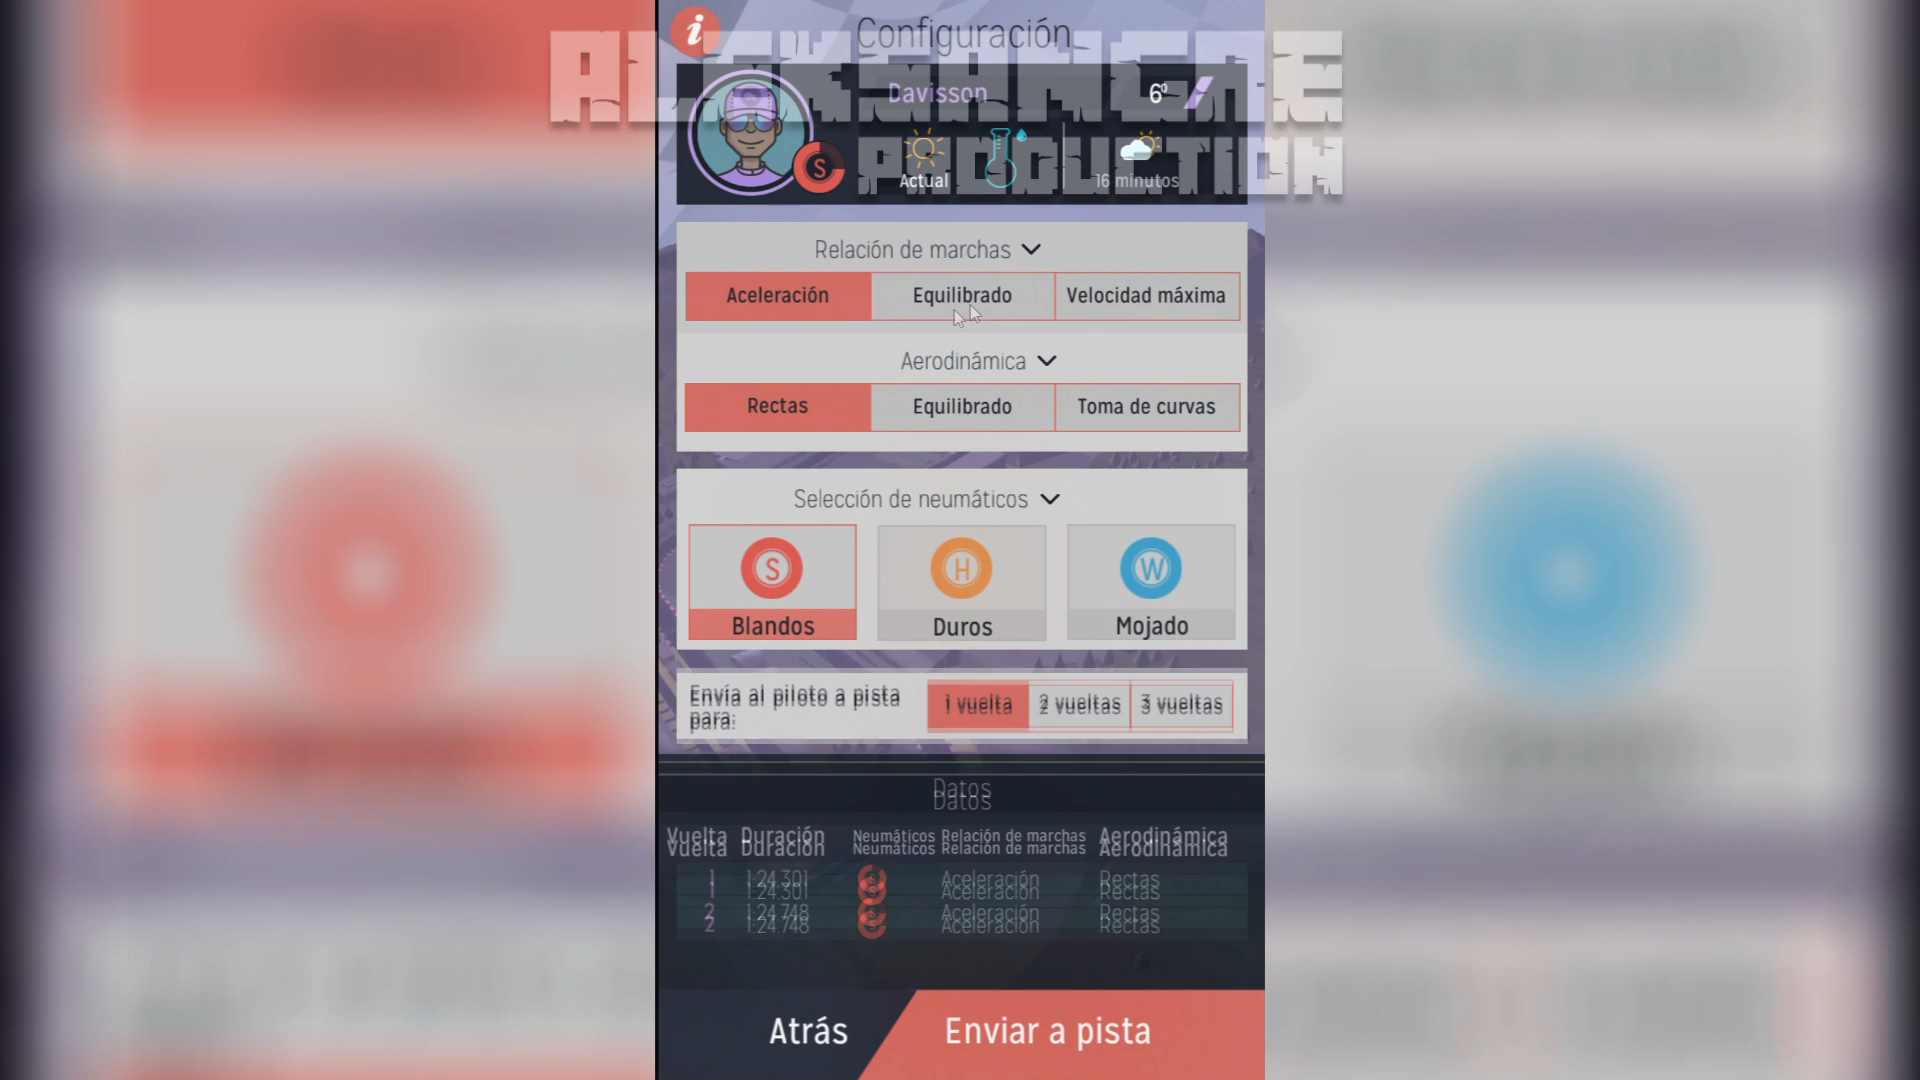 i
Configuración
ALEKGAMERE
PRODUCTION
Davisson
6º
S
Actual
16 minutos
Relación de marchas
Aceleración Equilibrado Velocidad máxima
Aerodinámica
Rectas Equilibrado Toma de curvas
Selección de neumáticos
S H W
Blandos Duros Mojado
Envía al piloto a pista para: 1 vuelta 2 vueltas 3 vueltas
Datos
Vuelta Duración Neumáticos Relación de marchas Aerodinámica
1 1:24.301 Aceleración Rectas
2 1:24.748 Aceleración Rectas
Atrás Enviar a pista